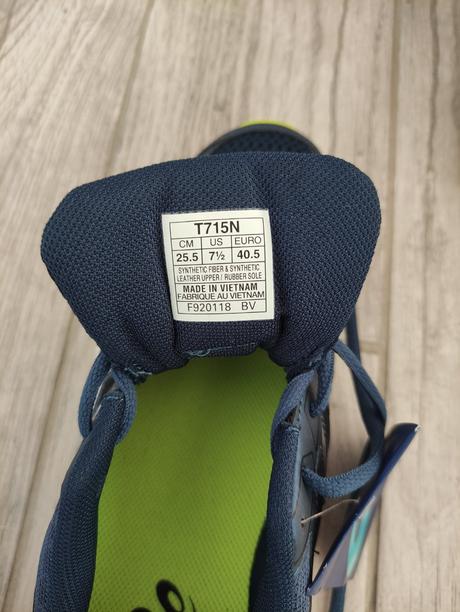 T715N
CM US EURO
25.5 7½ 40.5
SYNTHETIC FIBER & SYNTHETIC
LEATHER UPPER / RUBBER SOLE
MADE IN VIETNAM
FABRIQUE AU VIETNAM
F920118 BV